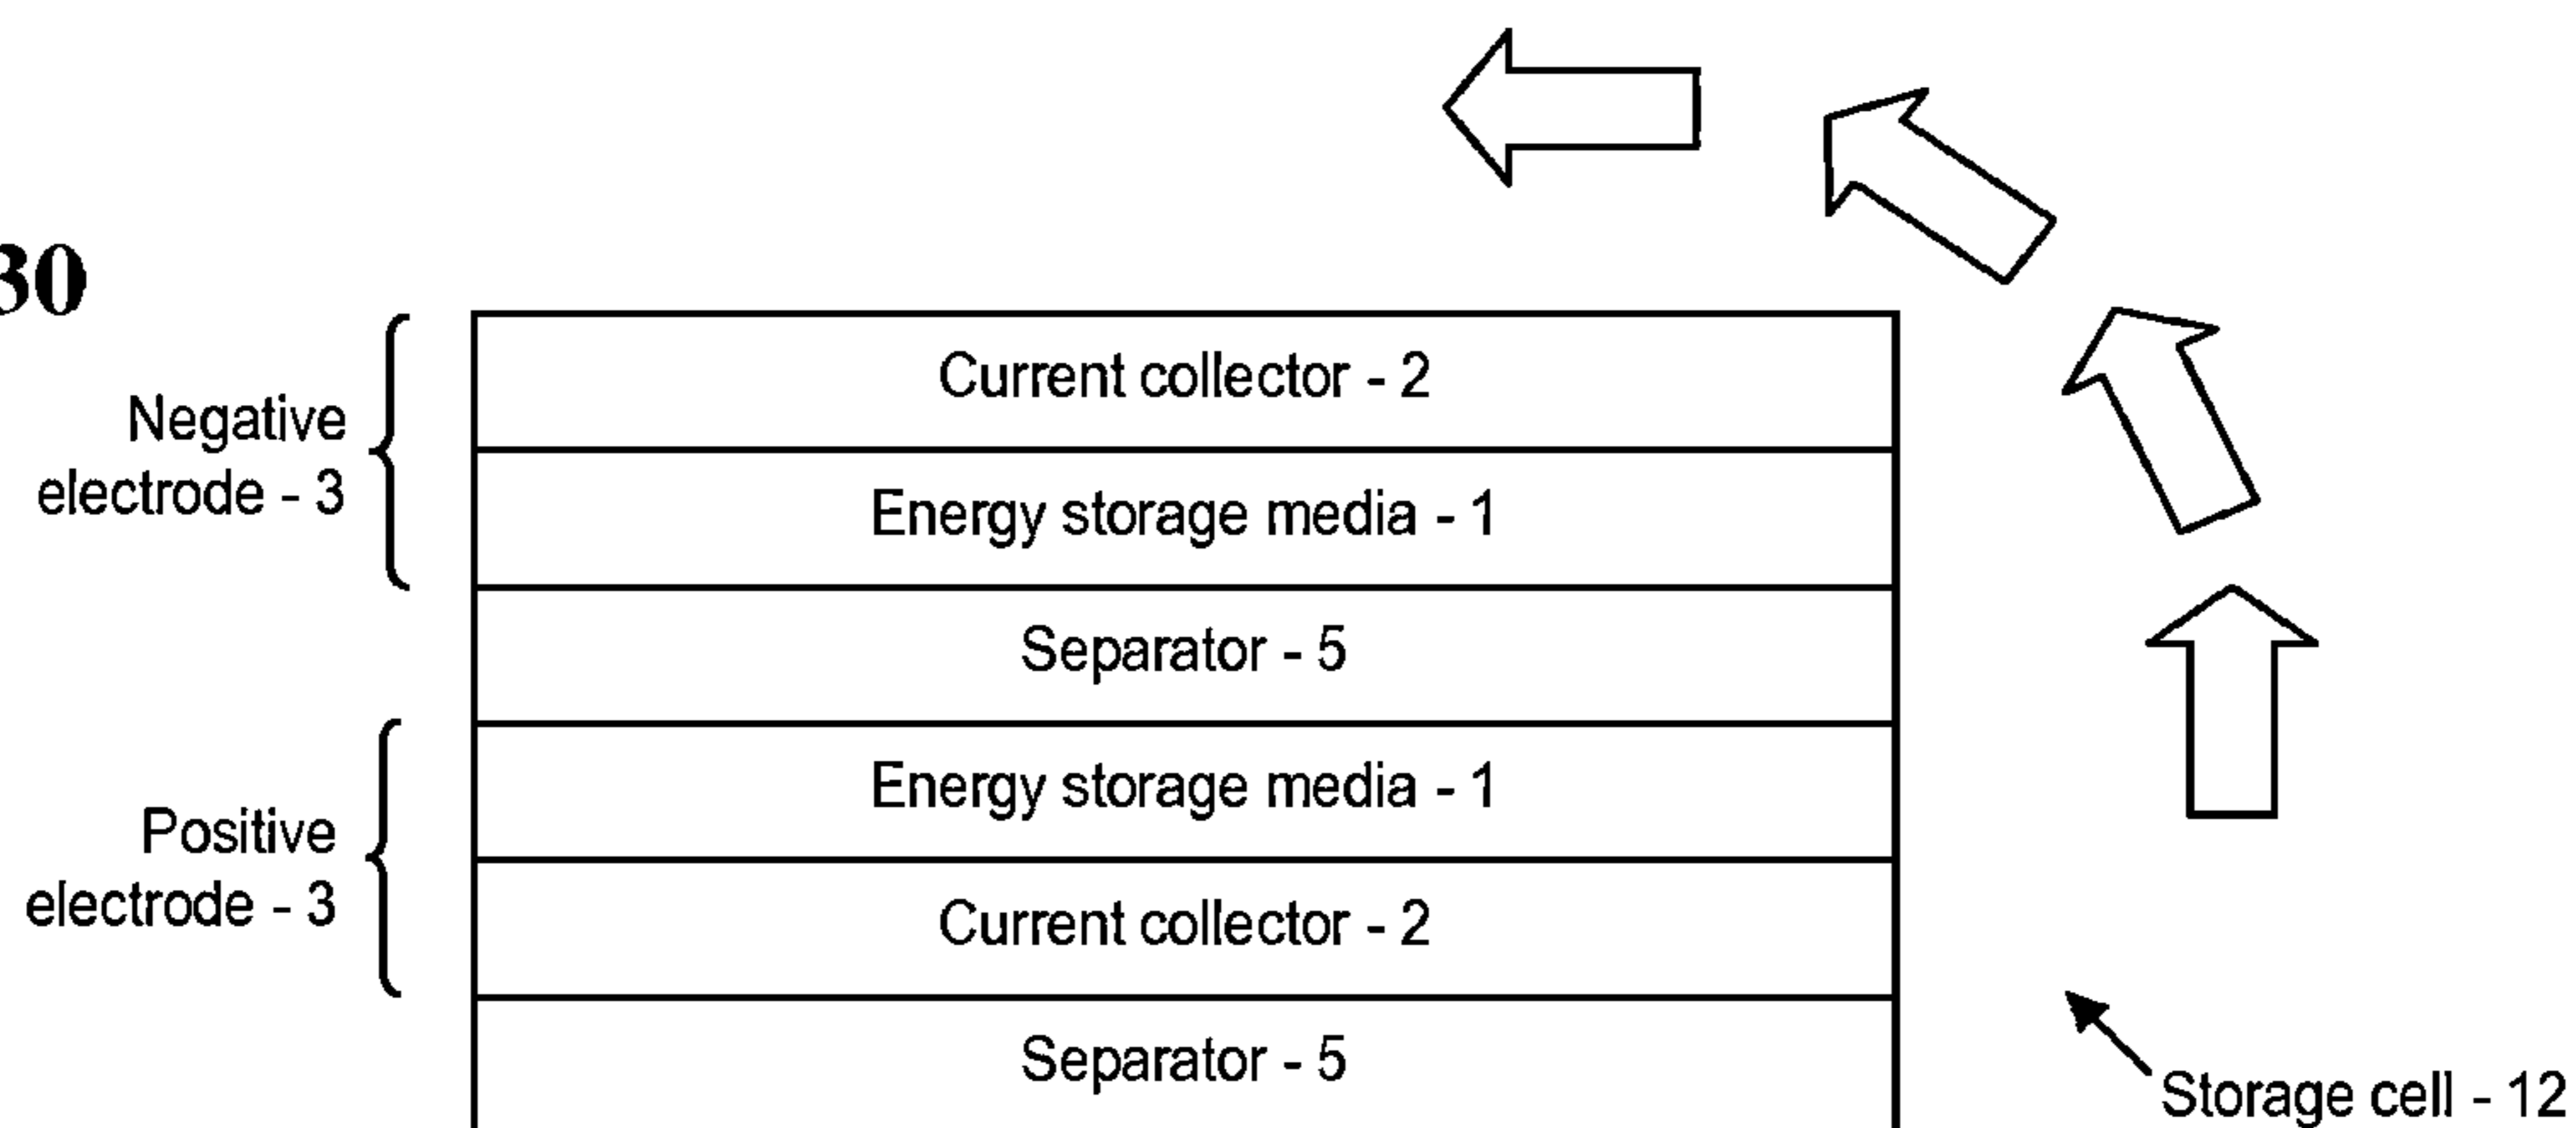 30
Current collector - 2
Negative
electrode - 3
Energy storage media - 1
Separator - 5
Energy storage media - 1
Positive
electrode - 3
Current collector - 2
Separator - 5
Storage cell - 12